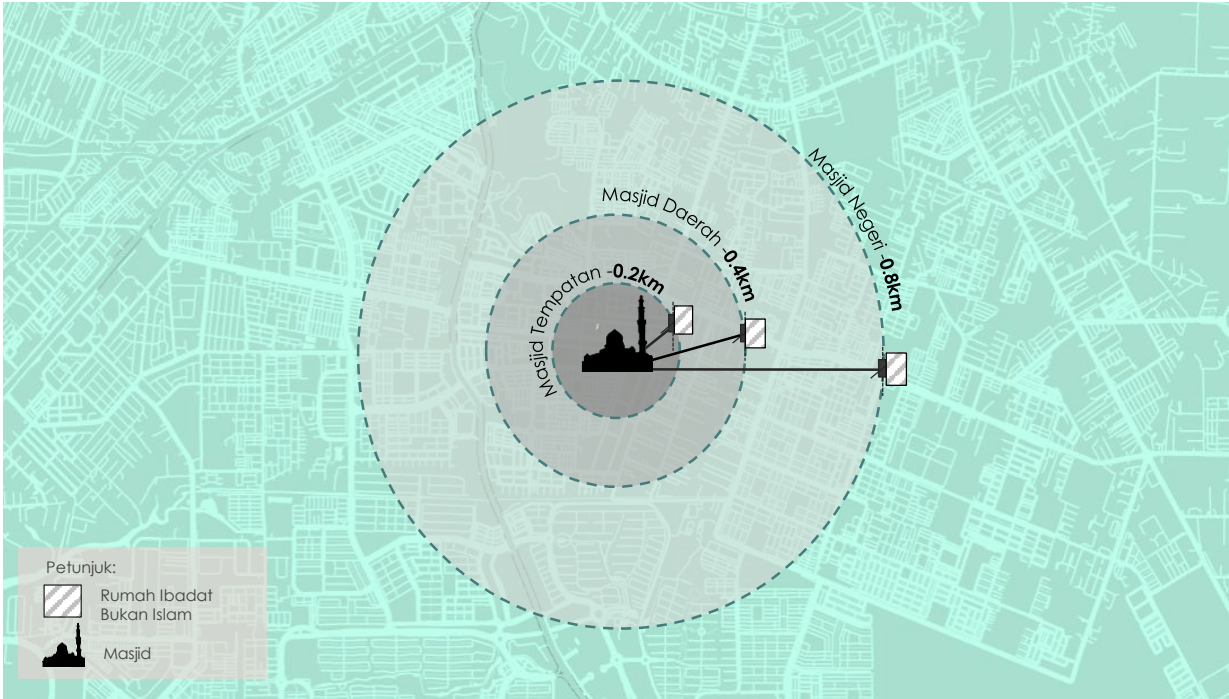 Masjid Negeri -0.8km
Masjid Daerah -0.4km
Masjid Tempatan -0.2km
Petunjuk:
Rumah Ibadat
Bukan Islam
Masjid